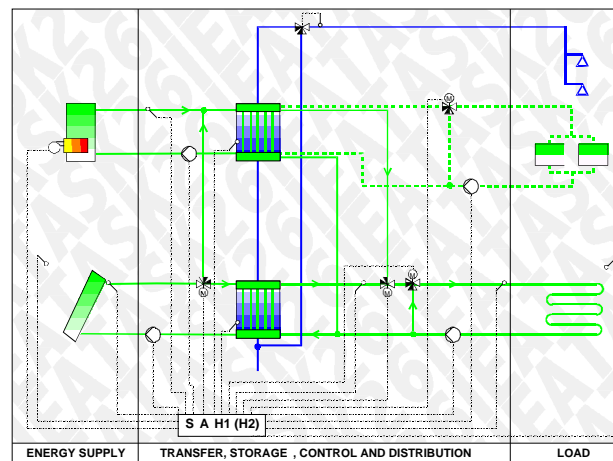 M
M
M
M
S A H1 (H2)
ENERGY SUPPLY
TRANSFER, STORAGE , CONTROL AND DISTRIBUTION
LOAD